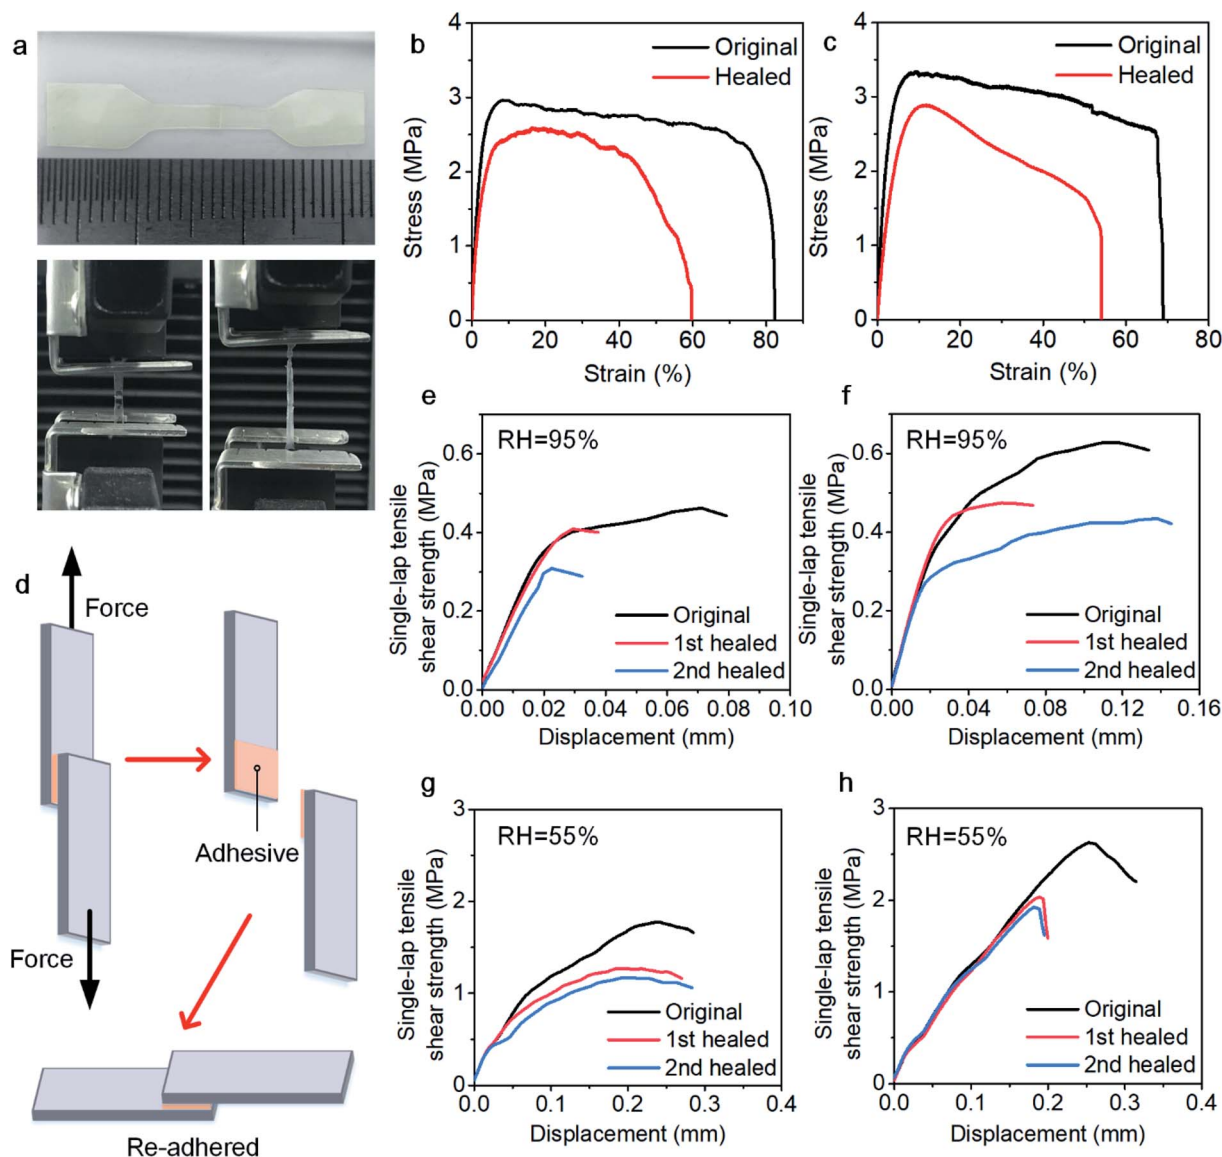 a
b
4
3
2
1
0
Stress (MPa)
Original
Healed
0
20
40
60
80
Strain (%)
c
4
3
2
1
0
Stress (MPa)
Original
Healed
0
20
40
60
80
Strain (%)
d
Force
Adhesive
Force
Re-adhered
e
RH=95%
0.6
0.4
0.2
0.0
Single-lap tensile
shear strength (MPa)
Original
1st healed
2nd healed
0.00
0.02
0.04
0.06
0.08
0.10
Displacement (mm)
f
RH=95%
0.6
0.4
0.2
0.0
Single-lap tensile
shear strength (MPa)
Original
1st healed
2nd healed
0.00
0.04
0.08
0.12
0.16
Displacement (mm)
g
RH=55%
3
2
1
0
Single-lap tensile
shear strength (MPa)
Original
1st healed
2nd healed
0.0
0.1
0.2
0.3
0.4
Displacement (mm)
h
RH=55%
3
2
1
0
Single-lap tensile
shear strength (MPa)
Original
1st healed
2nd healed
0.0
0.1
0.2
0.3
0.4
Displacement (mm)